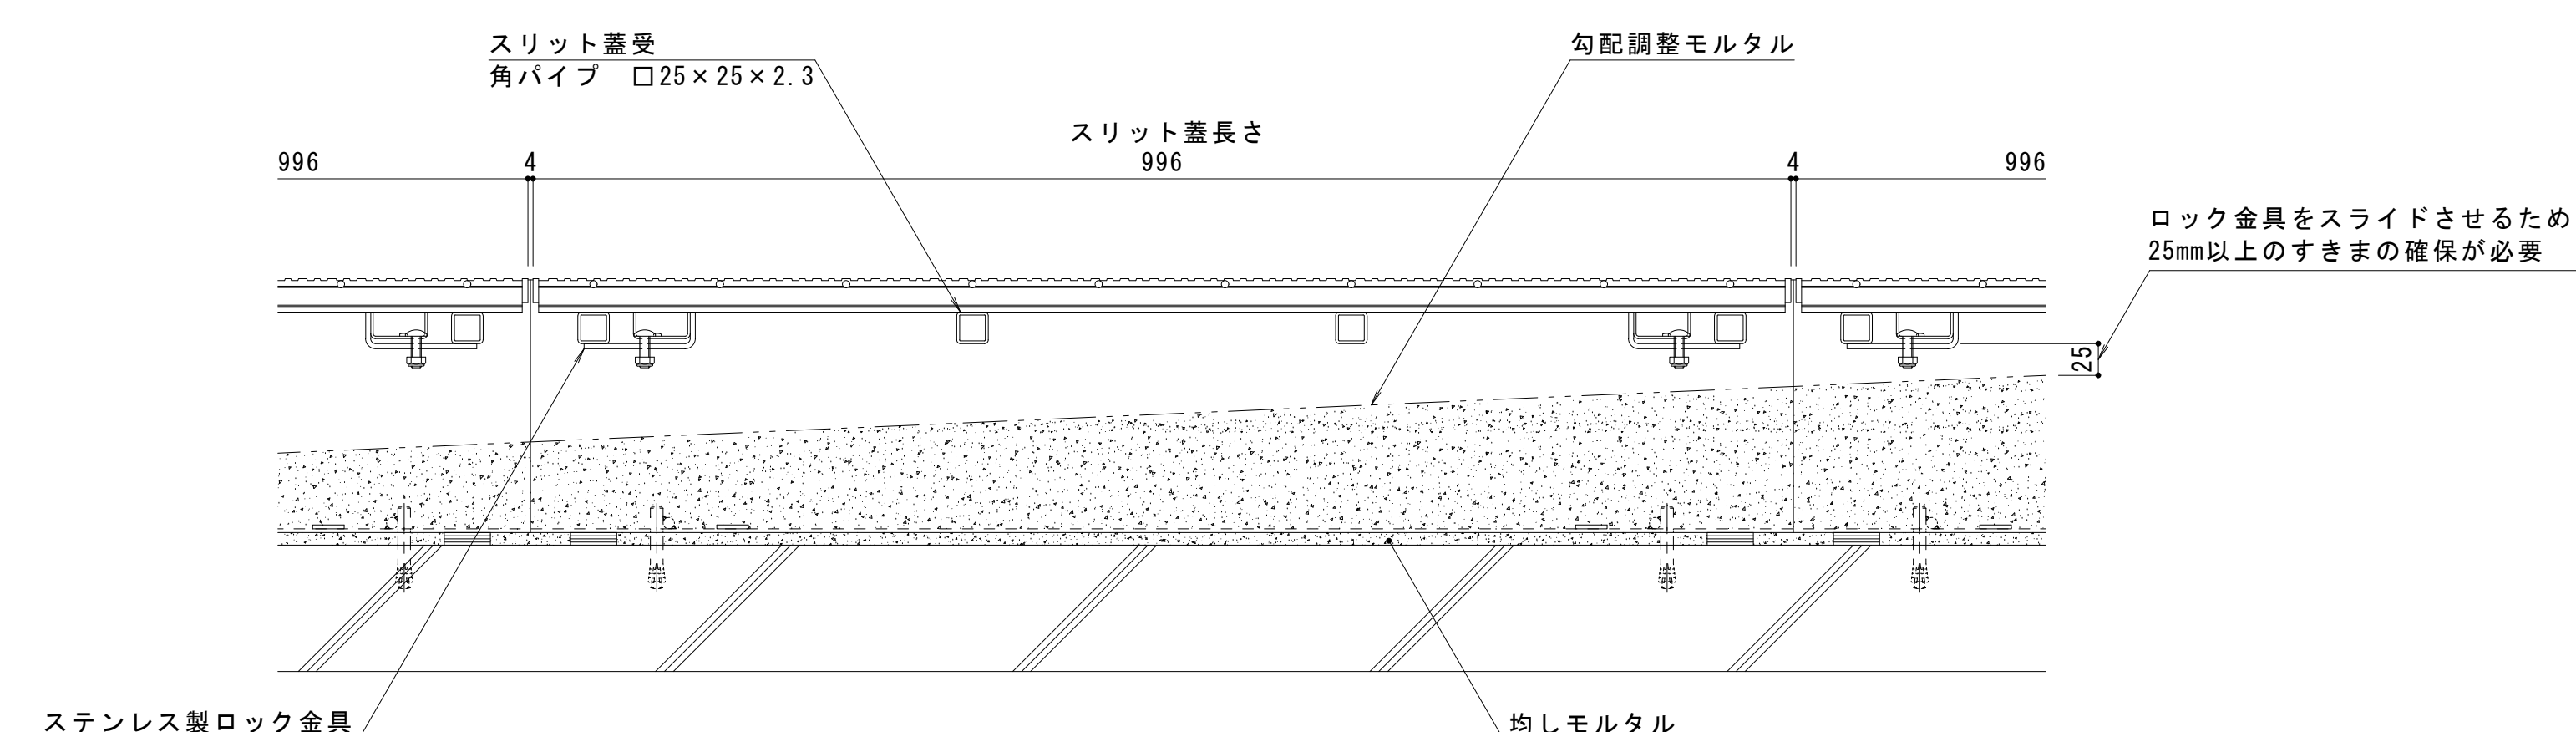 スリット蓋受
角パイプ　□25×25×2.3
勾配調整モルタル
スリット蓋長さ
996
4
996
4
996
ロック金具をスライドさせるため
25mm以上のすきまの確保が必要
25
ステンレス製ロック金具
均しモルタル